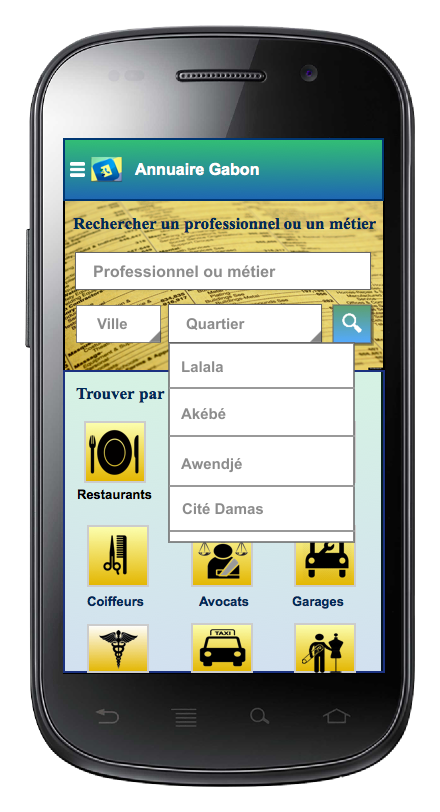 Annuaire Gabon
Rechercher un professionnel ou un métier
Professionnel ou métier
Ville
Quartier
Lalala
Trouver par
Akébé
Awendjé
Restaurants
Cité Damas
Coiffeurs
Avocats
Garages
TAXI